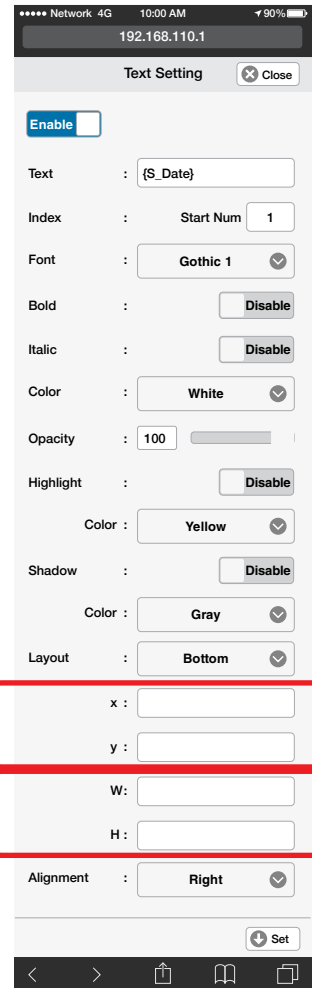 Network 4G 10:00 AM 90%
192.168.110.1
Text Setting Close
Enable
Text : {S_Date}
Index : Start Num 1
Font : Gothic 1
Bold : Disable
Italic : Disable
Color : White
Opacity : 100
Highlight : Disable
Color : Yellow
Shadow : Disable
Color : Gray
Layout : Bottom
x :
y :
W:
H :
Alignment : Right
Set